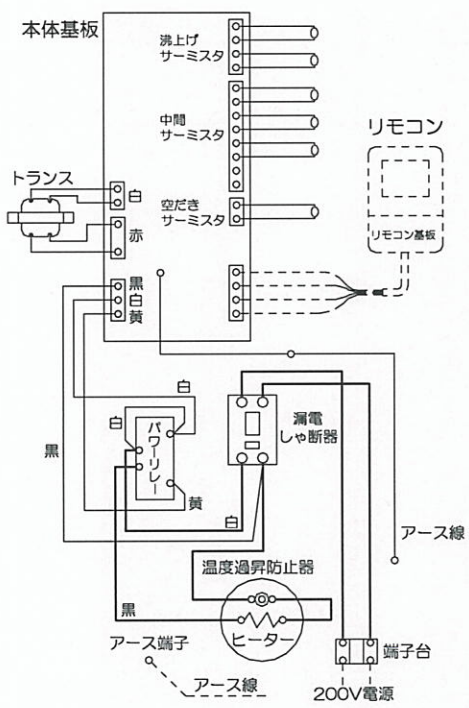 本体基板
沸上げ
サーミスタ
中間
サーミスタ
リモコン
トランス
白
空だき
サーミスタ
赤
リモコン基板
黒
白
黄
白
白
パワーリレー
漏電
しゃ断器
黒
黄
白
アース線
温度過昇防止器
黒
ヒーター
アース端子
端子台
アース線
200V電源